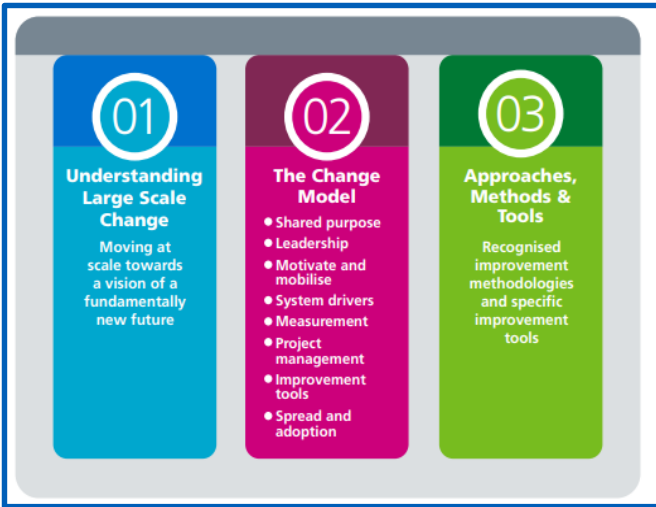 01
Understanding
Large Scale
Change
Moving at
scale towards
a vision of a
fundamentally
new future
02
The Change
Model
● Shared purpose
● Leadership
● Motivate and
mobilise
● System drivers
● Measurement
● Project
management
● Improvement
tools
● Spread and
adoption
03
Approaches,
Methods &
Tools
Recognised
improvement
methodologies
and specific
improvement
tools